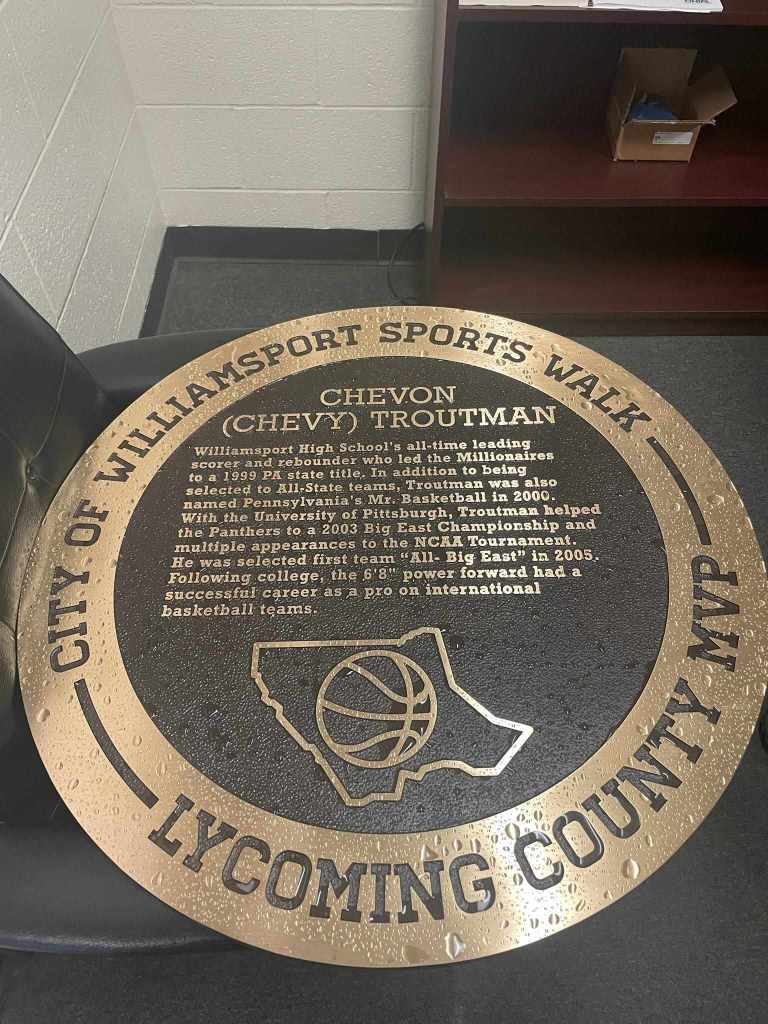 CITY OF WILLIAMSPORT SPORTS WALK
CHEVON
(CHEVY) TROUTMAN
Williamsport High School's all-time leading
scorer and rebounder who led the Millionaires
to a 1999 PA state title. In addition to being
selected to All-State teams, Troutman was also
named Pennsylvania's Mr. Basketball in 2000.
With the University of Pittsburgh, Troutman helped
the Panthers to a 2003 Big East Championship and
multiple appearances to the NCAA Tournament.
He was selected first team “All- Big East” in 2005.
Following college, the 6'8" power forward had a
successful career as a pro on international
basketball teams.
LYCOMING COUNTY MVP